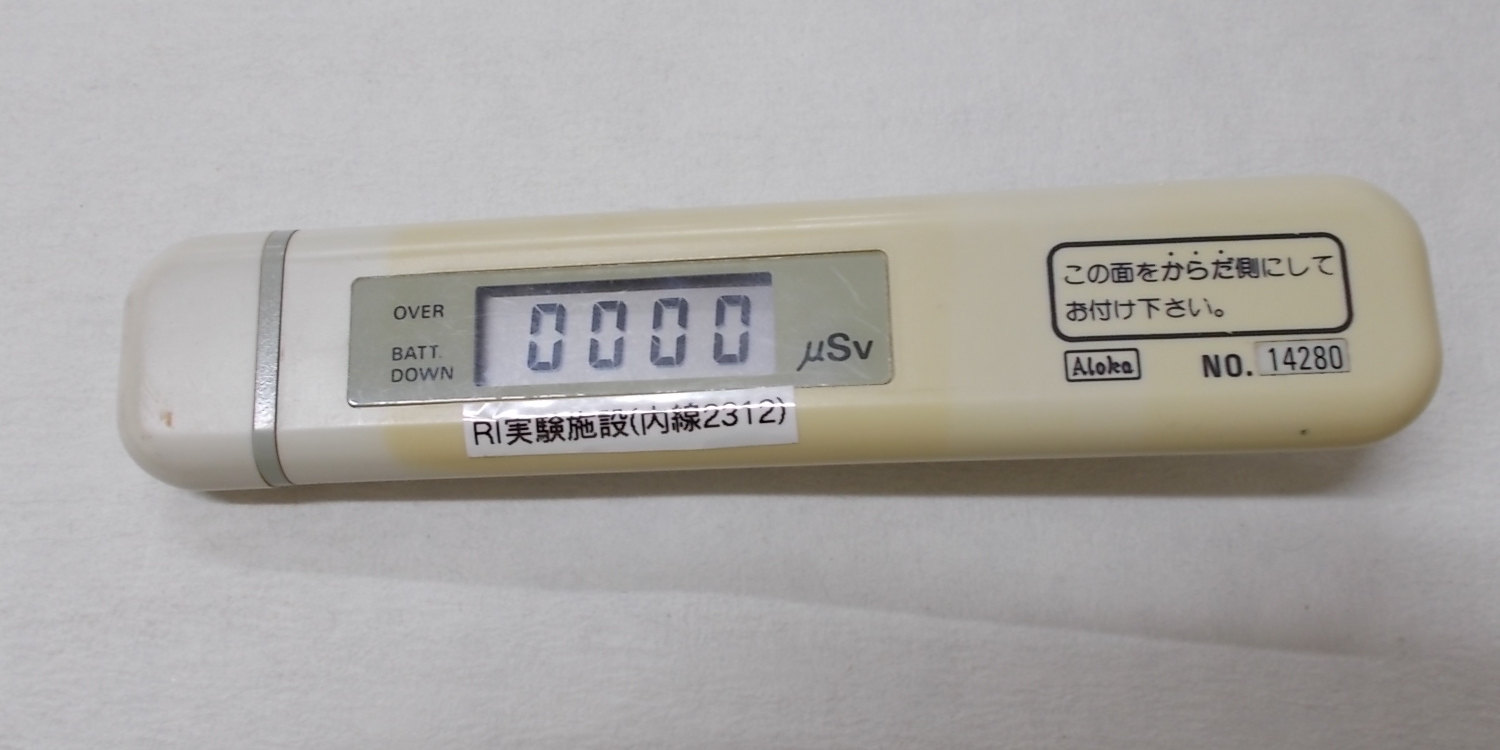 OVER
BATT.
DOWN
0000
μSv
RI実験施設(内線2312)
この面をからだ側にして
お付け下さい。
Aloka
NO. 14280